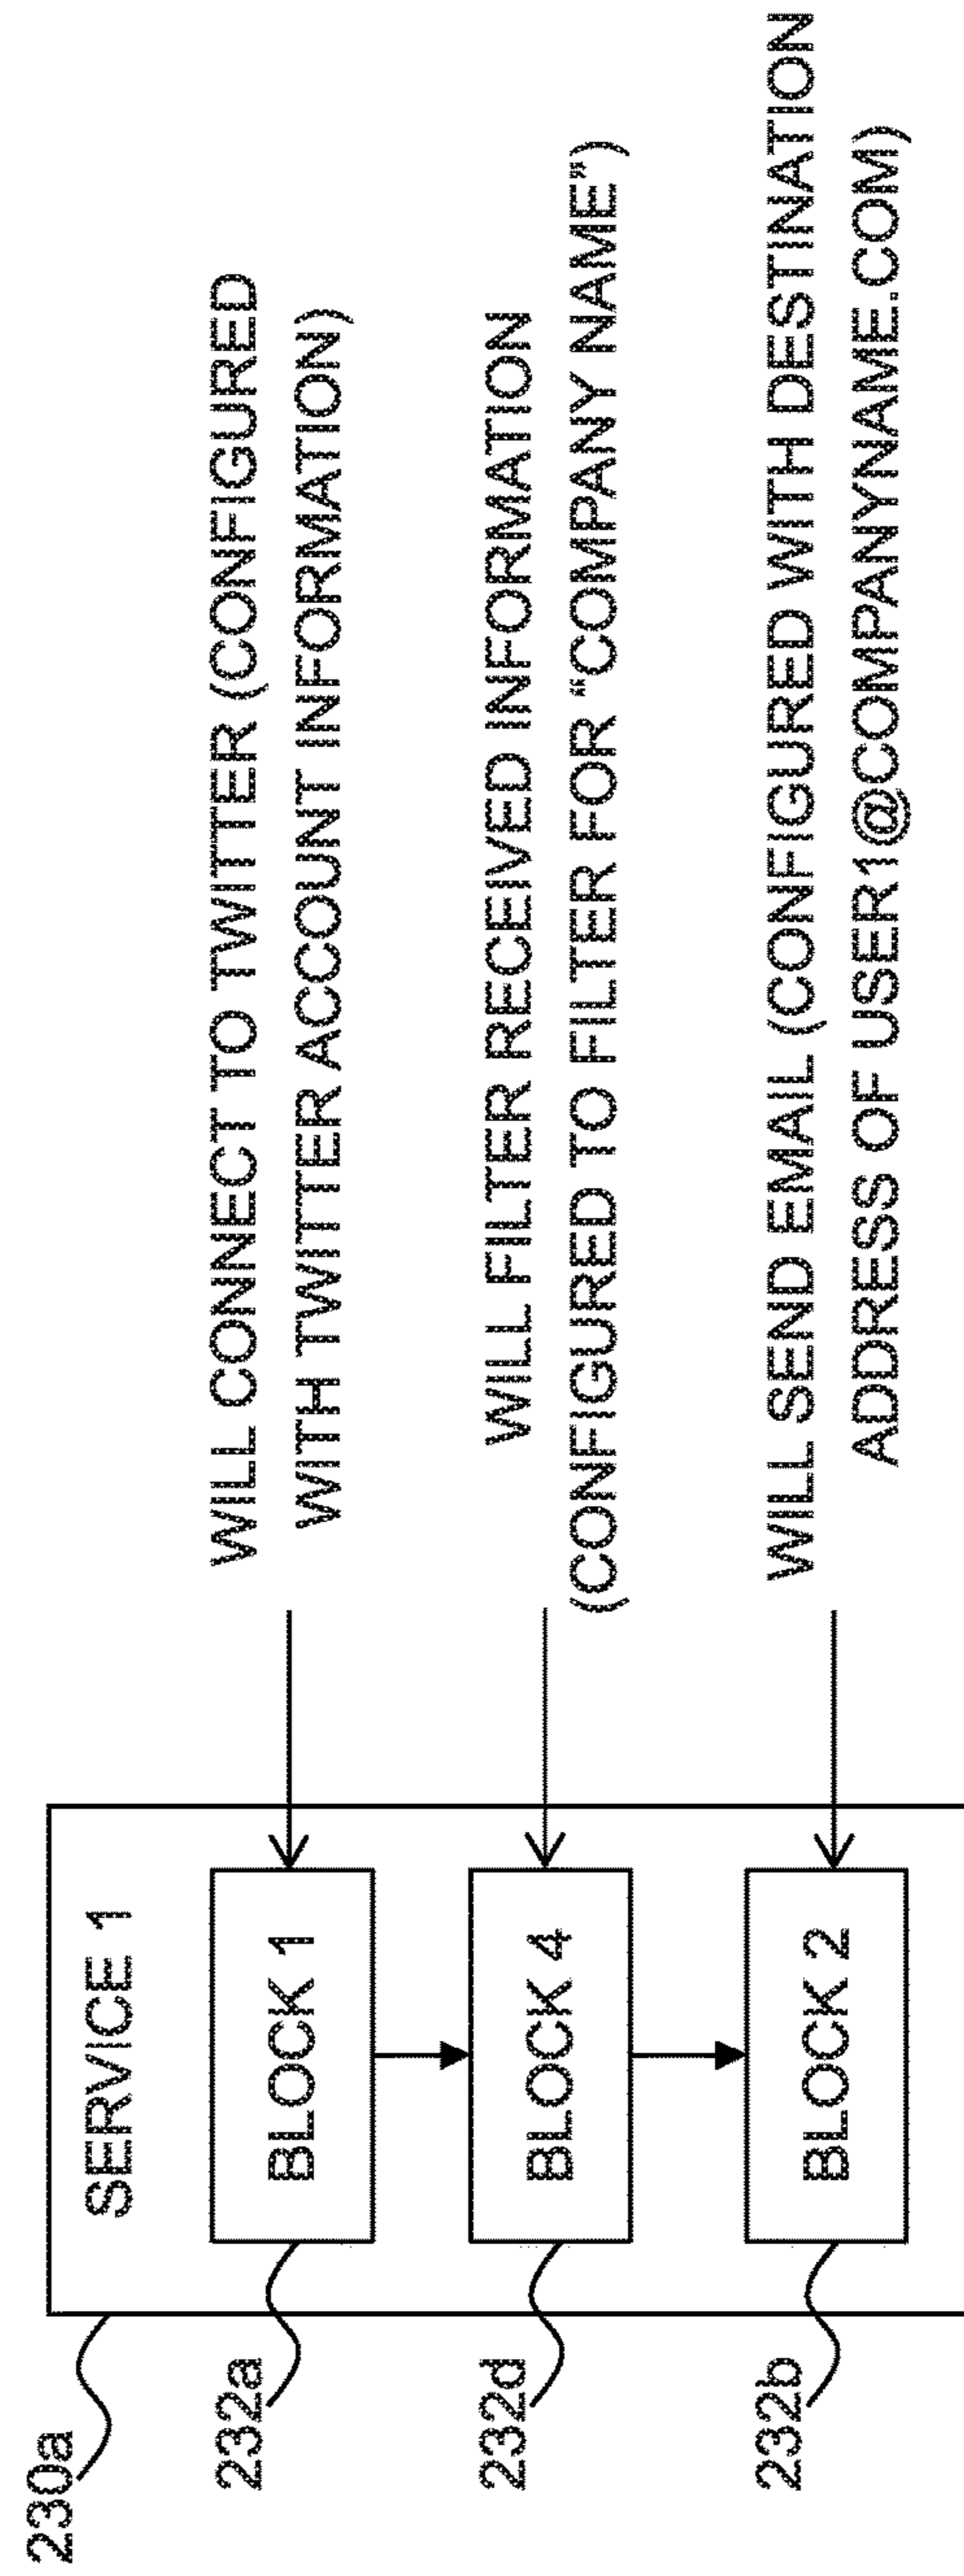 230a
SERVICE 1
232a
BLOCK 1
WILL CONNECT TO TWITTER (CONFIGURED
WITH TWITTER ACCOUNT INFORMATION)
232d
BLOCK 4
WILL FILTER RECEIVED INFORMATION
(CONFIGURED TO FILTER FOR “COMPANY NAME”)
232b
BLOCK 2
WILL SEND EMAIL (CONFIGURED WITH DESTINATION
ADDRESS OF USER1@COMPANYNAME.COM)